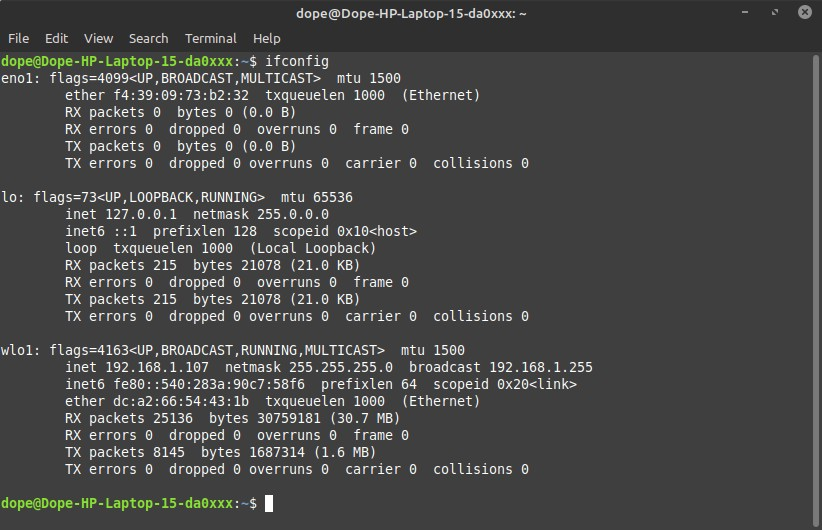 dope@Dope-HP-Laptop-15-da0xxx: ~
File Edit View Search Terminal Help
dope@Dope-HP-Laptop-15-da0xxx:~$ ifconfig
eno1: flags=4099<UP,BROADCAST,MULTICAST>  mtu 1500
        ether f4:39:09:73:b2:32  txqueuelen 1000  (Ethernet)
        RX packets 0  bytes 0 (0.0 B)
        RX errors 0  dropped 0  overruns 0  frame 0
        TX packets 0  bytes 0 (0.0 B)
        TX errors 0  dropped 0 overruns 0  carrier 0  collisions 0

lo: flags=73<UP,LOOPBACK,RUNNING>  mtu 65536
        inet 127.0.0.1  netmask 255.0.0.0
        inet6 ::1  prefixlen 128  scopeid 0x10<host>
        loop  txqueuelen 1000  (Local Loopback)
        RX packets 215  bytes 21078 (21.0 KB)
        RX errors 0  dropped 0  overruns 0  frame 0
        TX packets 215  bytes 21078 (21.0 KB)
        TX errors 0  dropped 0 overruns 0  carrier 0  collisions 0

wlo1: flags=4163<UP,BROADCAST,RUNNING,MULTICAST>  mtu 1500
        inet 192.168.1.107  netmask 255.255.255.0  broadcast 192.168.1.255
        inet6 fe80::540:283a:90c7:58f6  prefixlen 64  scopeid 0x20<link>
        ether dc:a2:66:54:43:1b  txqueuelen 1000  (Ethernet)
        RX packets 25136  bytes 30759181 (30.7 MB)
        RX errors 0  dropped 0  overruns 0  frame 0
        TX packets 8145  bytes 1687314 (1.6 MB)
        TX errors 0  dropped 0 overruns 0  carrier 0  collisions 0

dope@Dope-HP-Laptop-15-da0xxx:~$